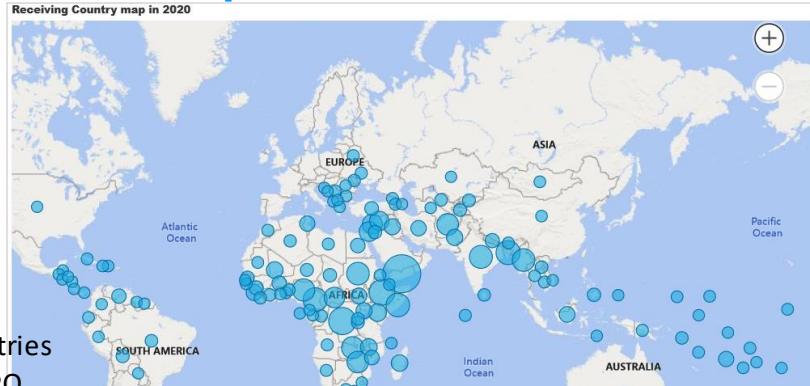 Receiving Country map in 2020
ASIA
EUROPE
Atlantic
Ocean
Pacific
Ocean
AFRICA
tries
SOUTH AMERICA
Indian
Ocean
AUSTRALIA